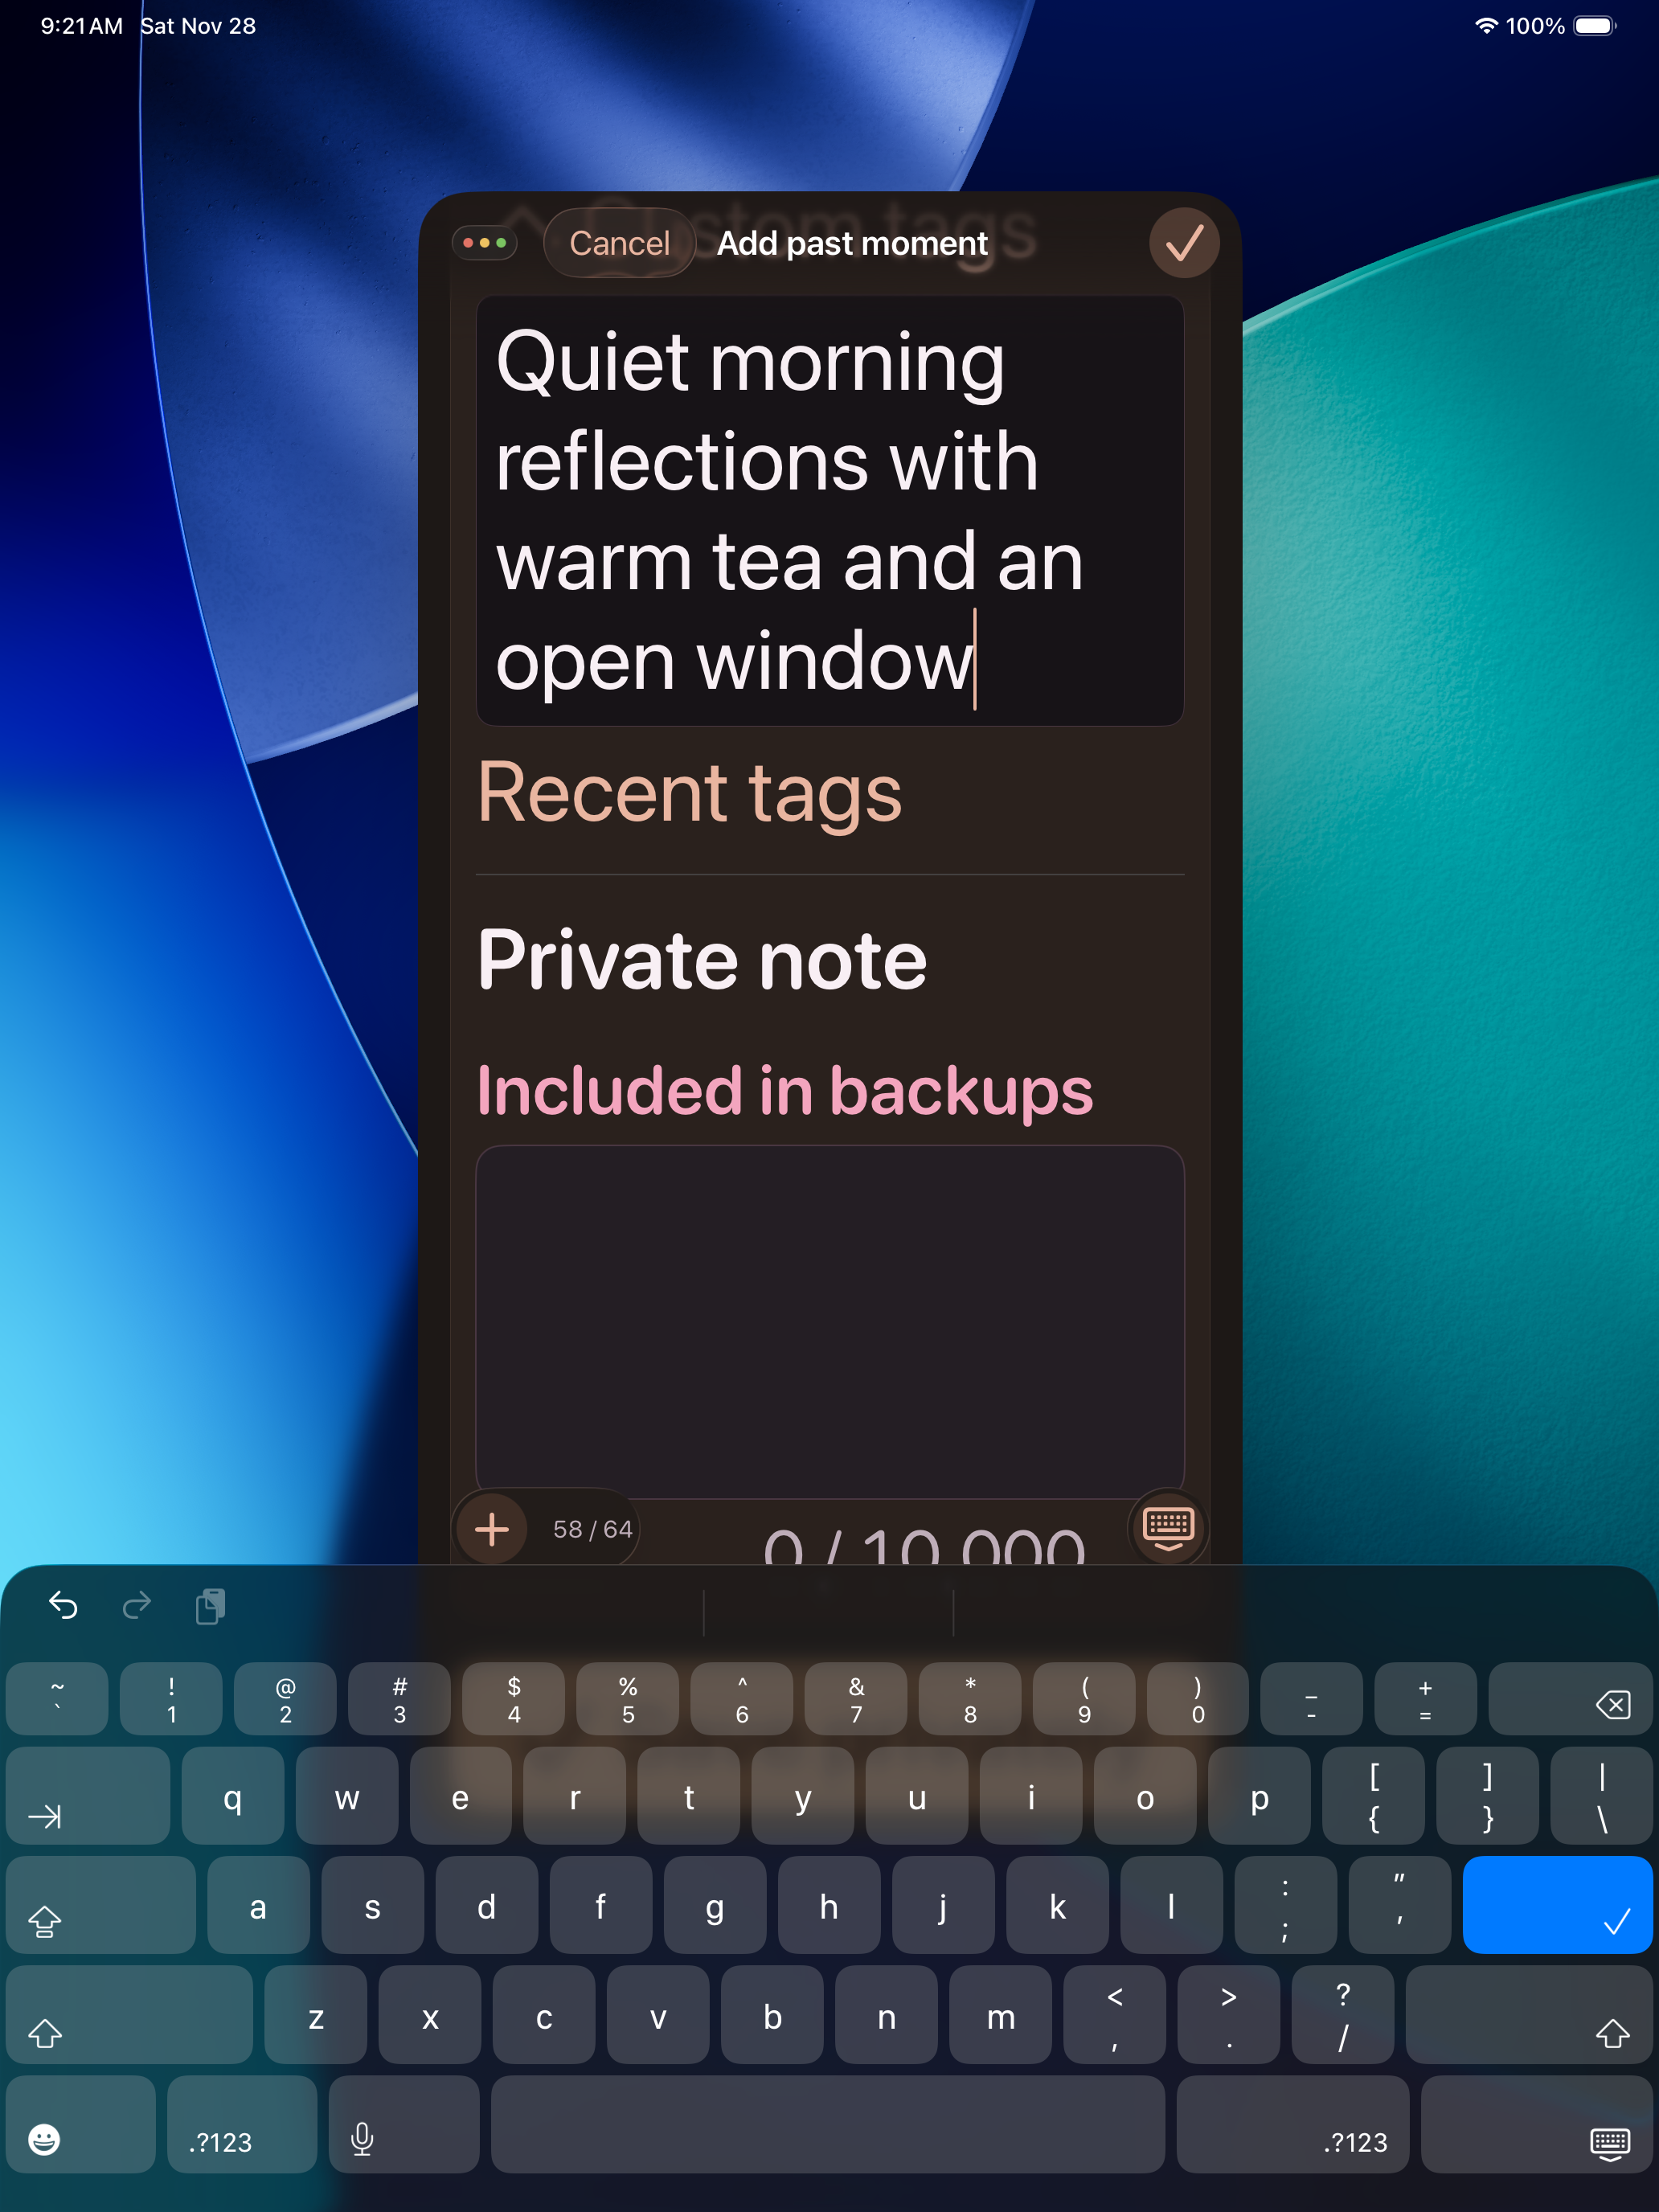 9:21 AM Sat Nov 28
100%
Custom tags
Cancel
Add past moment
Quiet morning
reflections with
warm tea and an
open window
Recent tags
Private note
Included in backups
58 / 64
0 / 10 000
~ ! @ # $ % ^ & * ( ) _ +
` 1 2 3 4 5 6 7 8 9 0 - =
q w e r t y u i o p [ ] |
{ } \
a s d f g h j k l : "
; '
z x c v b n m < > ?
, . /
.?123
.?123